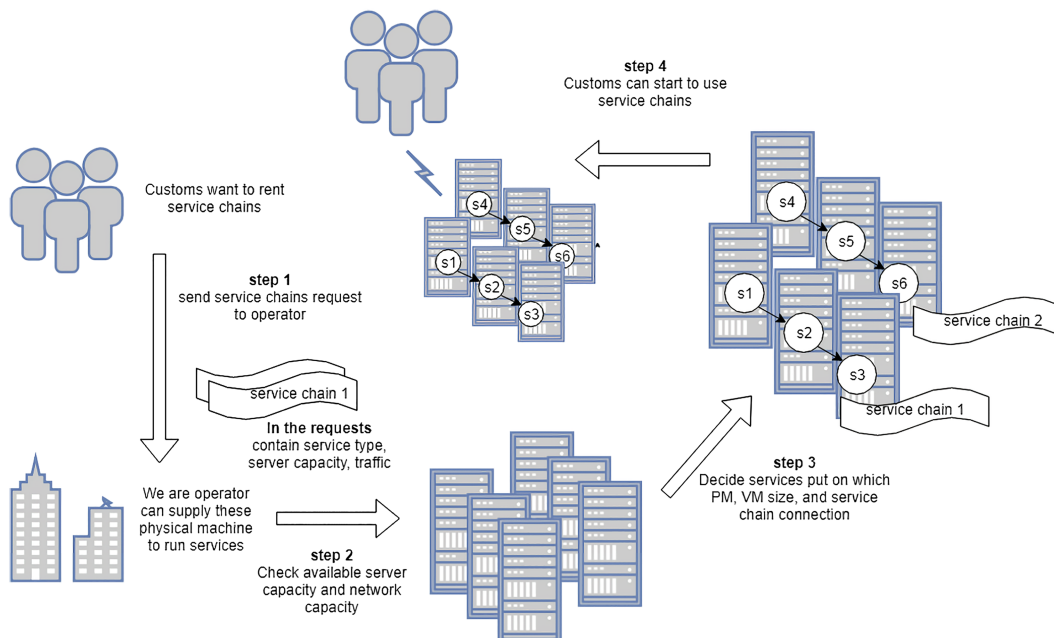 step 4
Customs can start to use
service chains
Customs want to rent
service chains
step 1
send service chains request
to operator
s4
s5
s6
s1
s2
s3
s4
s5
s6
s1
s2
s3
service chain 2
service chain 1
service chain 1
In the requests
contain service type,
server capacity, traffic
We are operator
can supply these
physical machine
to run services
step 2
Check available server
capacity and network
capacity
step 3
Decide services put on which
PM, VM size, and service
chain connection